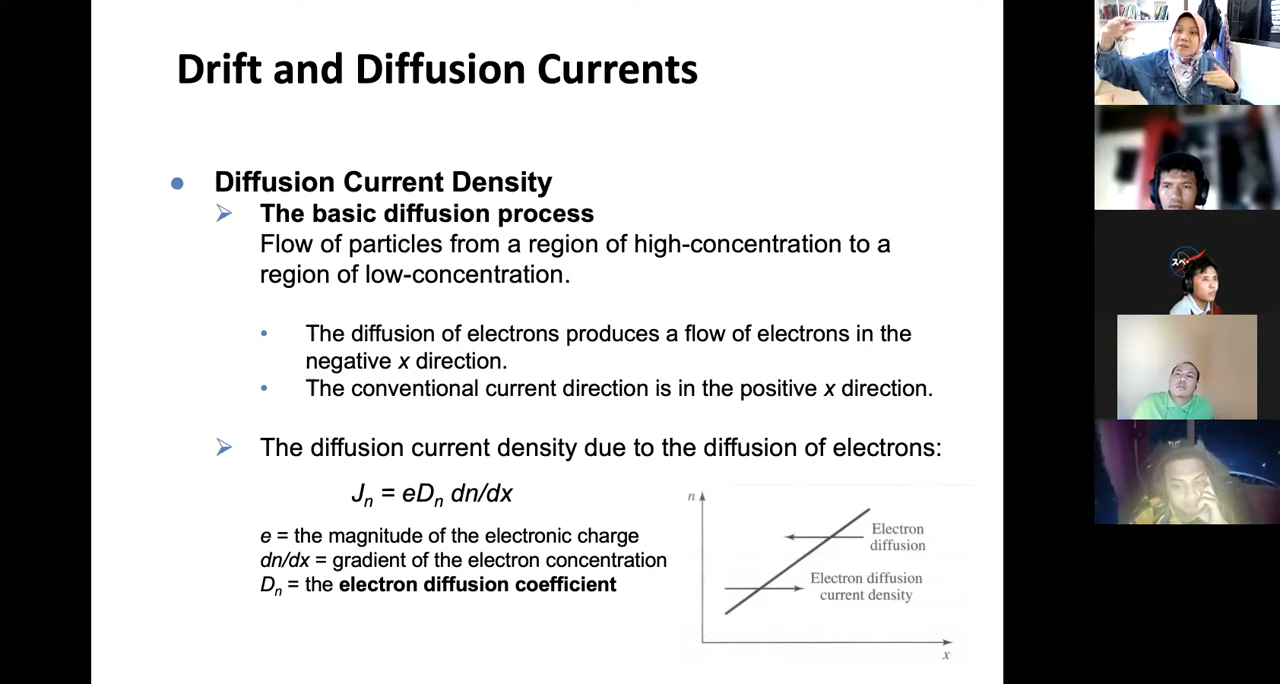 Drift and Diffusion Currents
Diffusion Current Density
The basic diffusion process
Flow of particles from a region of high-concentration to a
region of low-concentration.
The diffusion of electrons produces a flow of electrons in the
negative x direction.
The conventional current direction is in the positive x direction.
The diffusion current density due to the diffusion of electrons:
Jₙ = eDₙ dn/dx
e = the magnitude of the electronic charge
dn/dx = gradient of the electron concentration
Dₙ = the electron diffusion coefficient
n
Electron
diffusion
Electron diffusion
current density
x
スペ